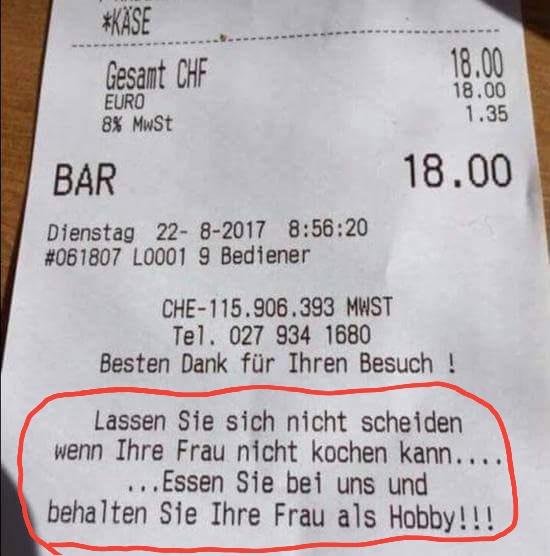 *KÄSE
Gesamt CHF 18.00
EURO 18.00
8% MwSt 1.35
BAR 18.00
Dienstag 22- 8-2017 8:56:20
#061807 L0001 9 Bediener
CHE-115.906.393 MWST
Tel. 027 934 1680
Besten Dank für Ihren Besuch !
Lassen Sie sich nicht scheiden
wenn Ihre Frau nicht kochen kann....
...Essen Sie bei uns und
behalten Sie Ihre Frau als Hobby!!!